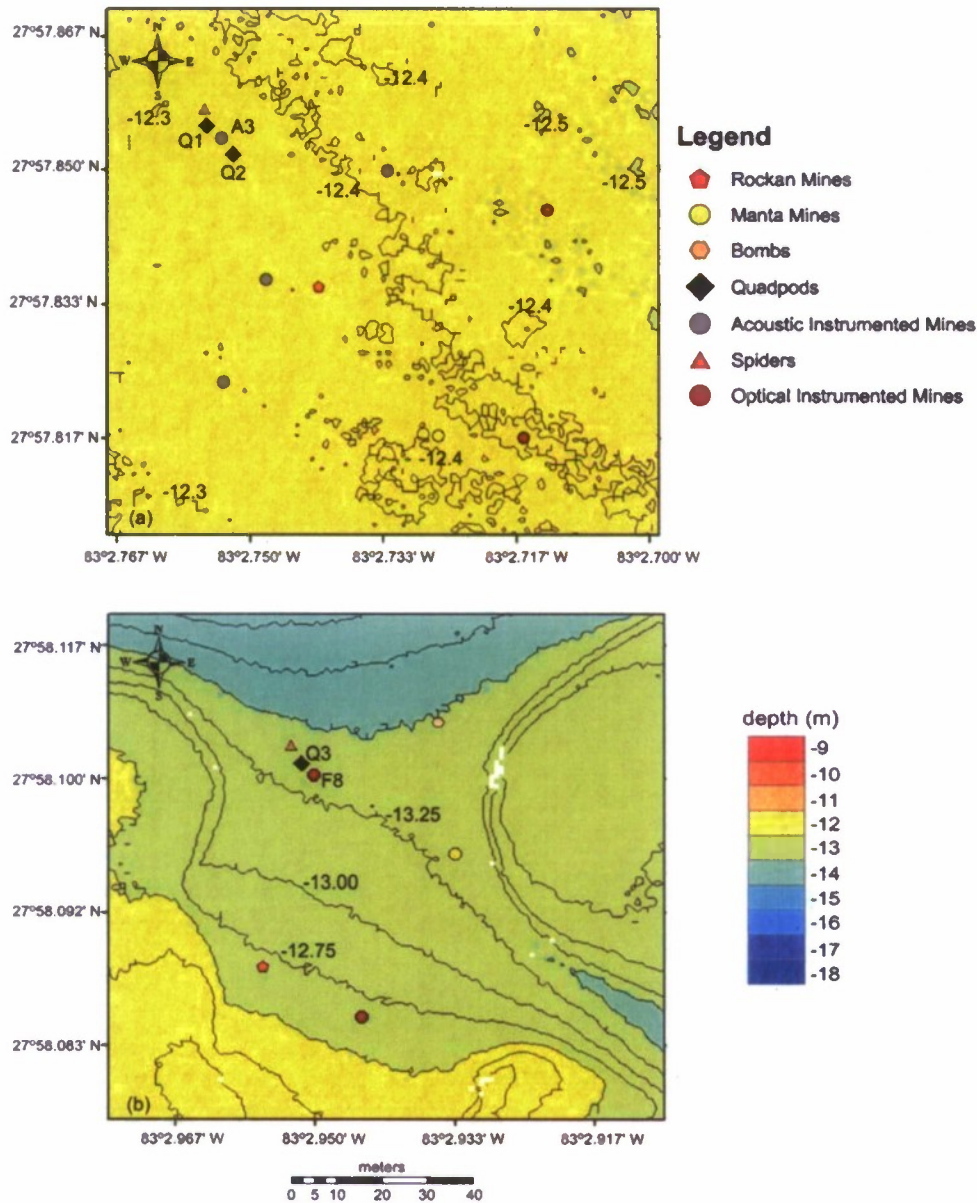 27°57.867' N
N
W E
S
-12.4
-12.3
A3
-12.5
Q1
Q2
27°57.850' N
-12.4
-12.5
27°57.833' N
-12.4
27°57.817' N
-12.4
-12.3
(a)
83°2.767' W 83°2.750' W 83°2.733' W 83°2.717' W 83°2.700' W
Legend
Rockan Mines
Manta Mines
Bombs
Quadpods
Acoustic Instrumented Mines
Spiders
Optical Instrumented Mines
27°58.117' N
N
W E
S
Q3
27°58.100' N
F8
-13.25
-13.00
27°58.092' N
-12.75
27°58.083' N
(b)
83°2.967' W 83°2.950' W 83°2.933' W 83°2.917' W
depth (m)
-9
-10
-11
-12
-13
-14
-15
-16
-17
-18
meters
0 5 10 20 30 40